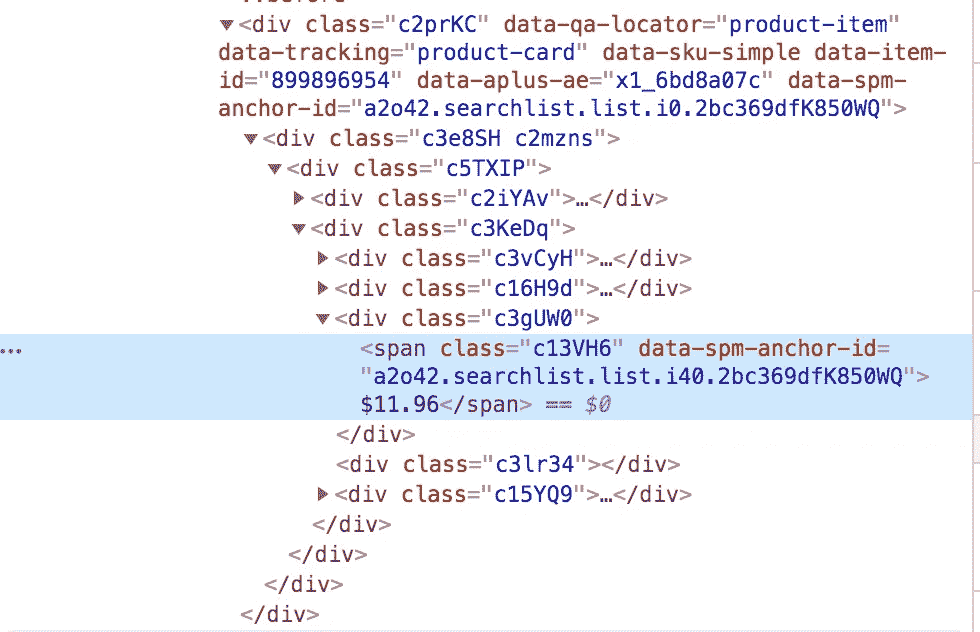 ▼<div class="c2prKC" data-qa-locator="product-item"
data-tracking="product-card" data-sku-simple data-item-
id="899896954" data-aplus-ae="x1_6bd8a07c" data-spm-
anchor-id="a2o42.searchlist.list.i0.2bc369dfK850WQ">
▼<div class="c3e8SH c2mzns">
▼<div class="c5TXIP">
▶<div class="c2iYAv">…</div>
▼<div class="c3KeDq">
▶<div class="c3vCyH">…</div>
▶<div class="c16H9d">…</div>
▼<div class="c3gUW0">
<span class="c13VH6" data-spm-anchor-id=
"a2o42.searchlist.list.i40.2bc369dfK850WQ">
$11.96</span> == $0
</div>
<div class="c3lr34"></div>
▶<div class="c15YQ9">…</div>
</div>
</div>
</div>
</div>